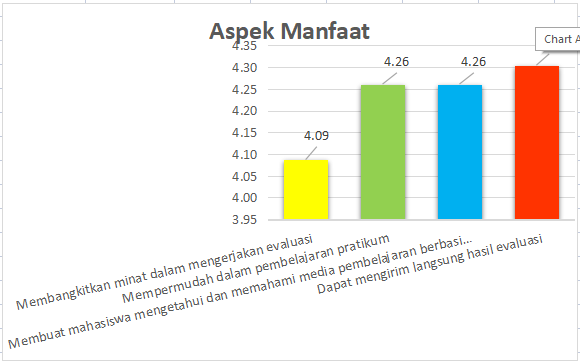 Aspek Manfaat
4.35
4.30
4.25
4.20
4.15
4.10
4.05
4.00
3.95
4.09
4.26
4.26
Chart A
Membangkitkan minat dalam mengerjakan evaluasi
Mempermudah dalam pembelajaran pratikum
Membuat mahasiswa mengetahui dan memahami media pembelajaran berbasi...
Dapat mengirim langsung hasil evaluasi